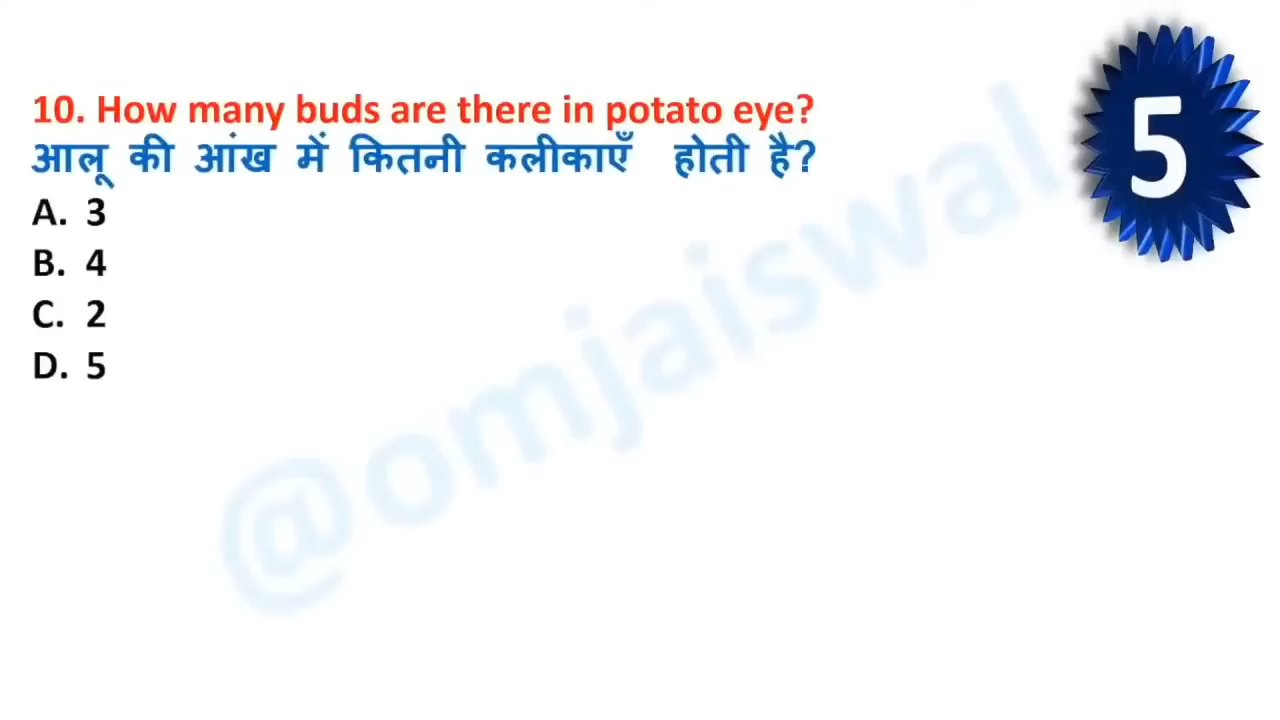 10. How many buds are there in potato eye?
आलू की आंख में कितनी कलीकाएँ होती है?
A. 3
B. 4
C. 2
D. 5
5
@omjaiswal